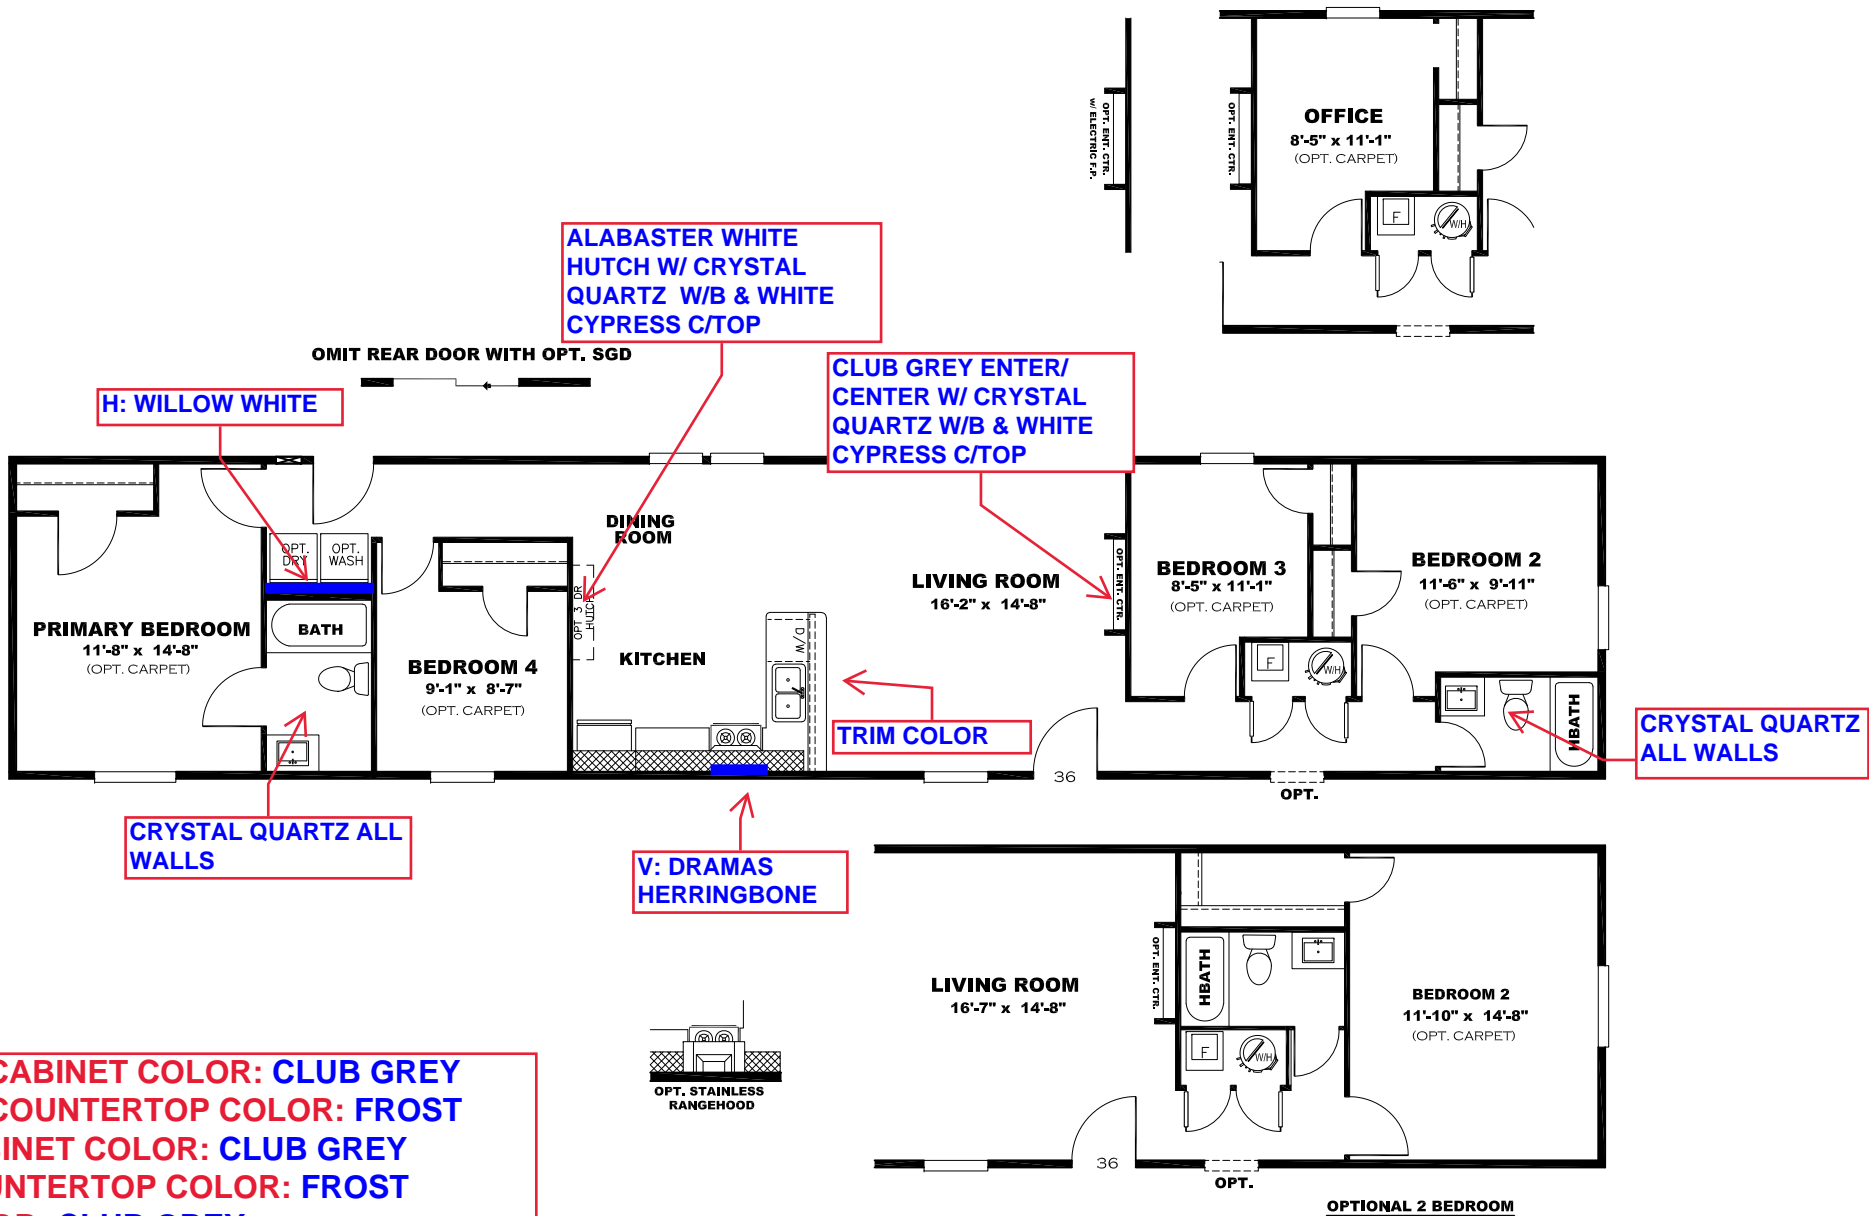 OFFICE
8'-5" x 11'-1"
(OPT. CARPET)
OPT. ENT. CTR.
W/ ELECTRIC F.P.
OPT. ENT. CTR.
F
W/H
ALABASTER WHITE
HUTCH W/ CRYSTAL
QUARTZ W/B & WHITE
CYPRESS C/TOP
OMIT REAR DOOR WITH OPT. SGD
H: WILLOW WHITE
CLUB GREY ENTER/
CENTER W/ CRYSTAL
QUARTZ W/B & WHITE
CYPRESS C/TOP
OPT.
DRY
OPT.
WASH
PRIMARY BEDROOM
11'-8" x 14'-8"
(OPT. CARPET)
BATH
BEDROOM 4
9'-1" x 8'-7"
(OPT. CARPET)
DINING
ROOM
OPT 3 DR
HUTCH
KITCHEN
D/W
LIVING ROOM
16'-2" x 14'-8"
OPT. ENT. CTR.
BEDROOM 3
8'-5" x 11'-1"
(OPT. CARPET)
BEDROOM 2
11'-6" x 9'-11"
(OPT. CARPET)
F
W/H
HBATH
TRIM COLOR
CRYSTAL QUARTZ
ALL WALLS
36
OPT.
CRYSTAL QUARTZ ALL
WALLS
V: DRAMAS
HERRINGBONE
LIVING ROOM
16'-7" x 14'-8"
OPT. ENT. CTR.
HBATH
F
W/H
BEDROOM 2
11'-10" x 14'-8"
(OPT. CARPET)
36
OPT.
OPTIONAL 2 BEDROOM
OPT. STAINLESS
RANGEHOOD
CABINET COLOR: CLUB GREY
COUNTERTOP COLOR: FROST
INET COLOR: CLUB GREY
UNTERTOP COLOR: FROST
CLUB GREY